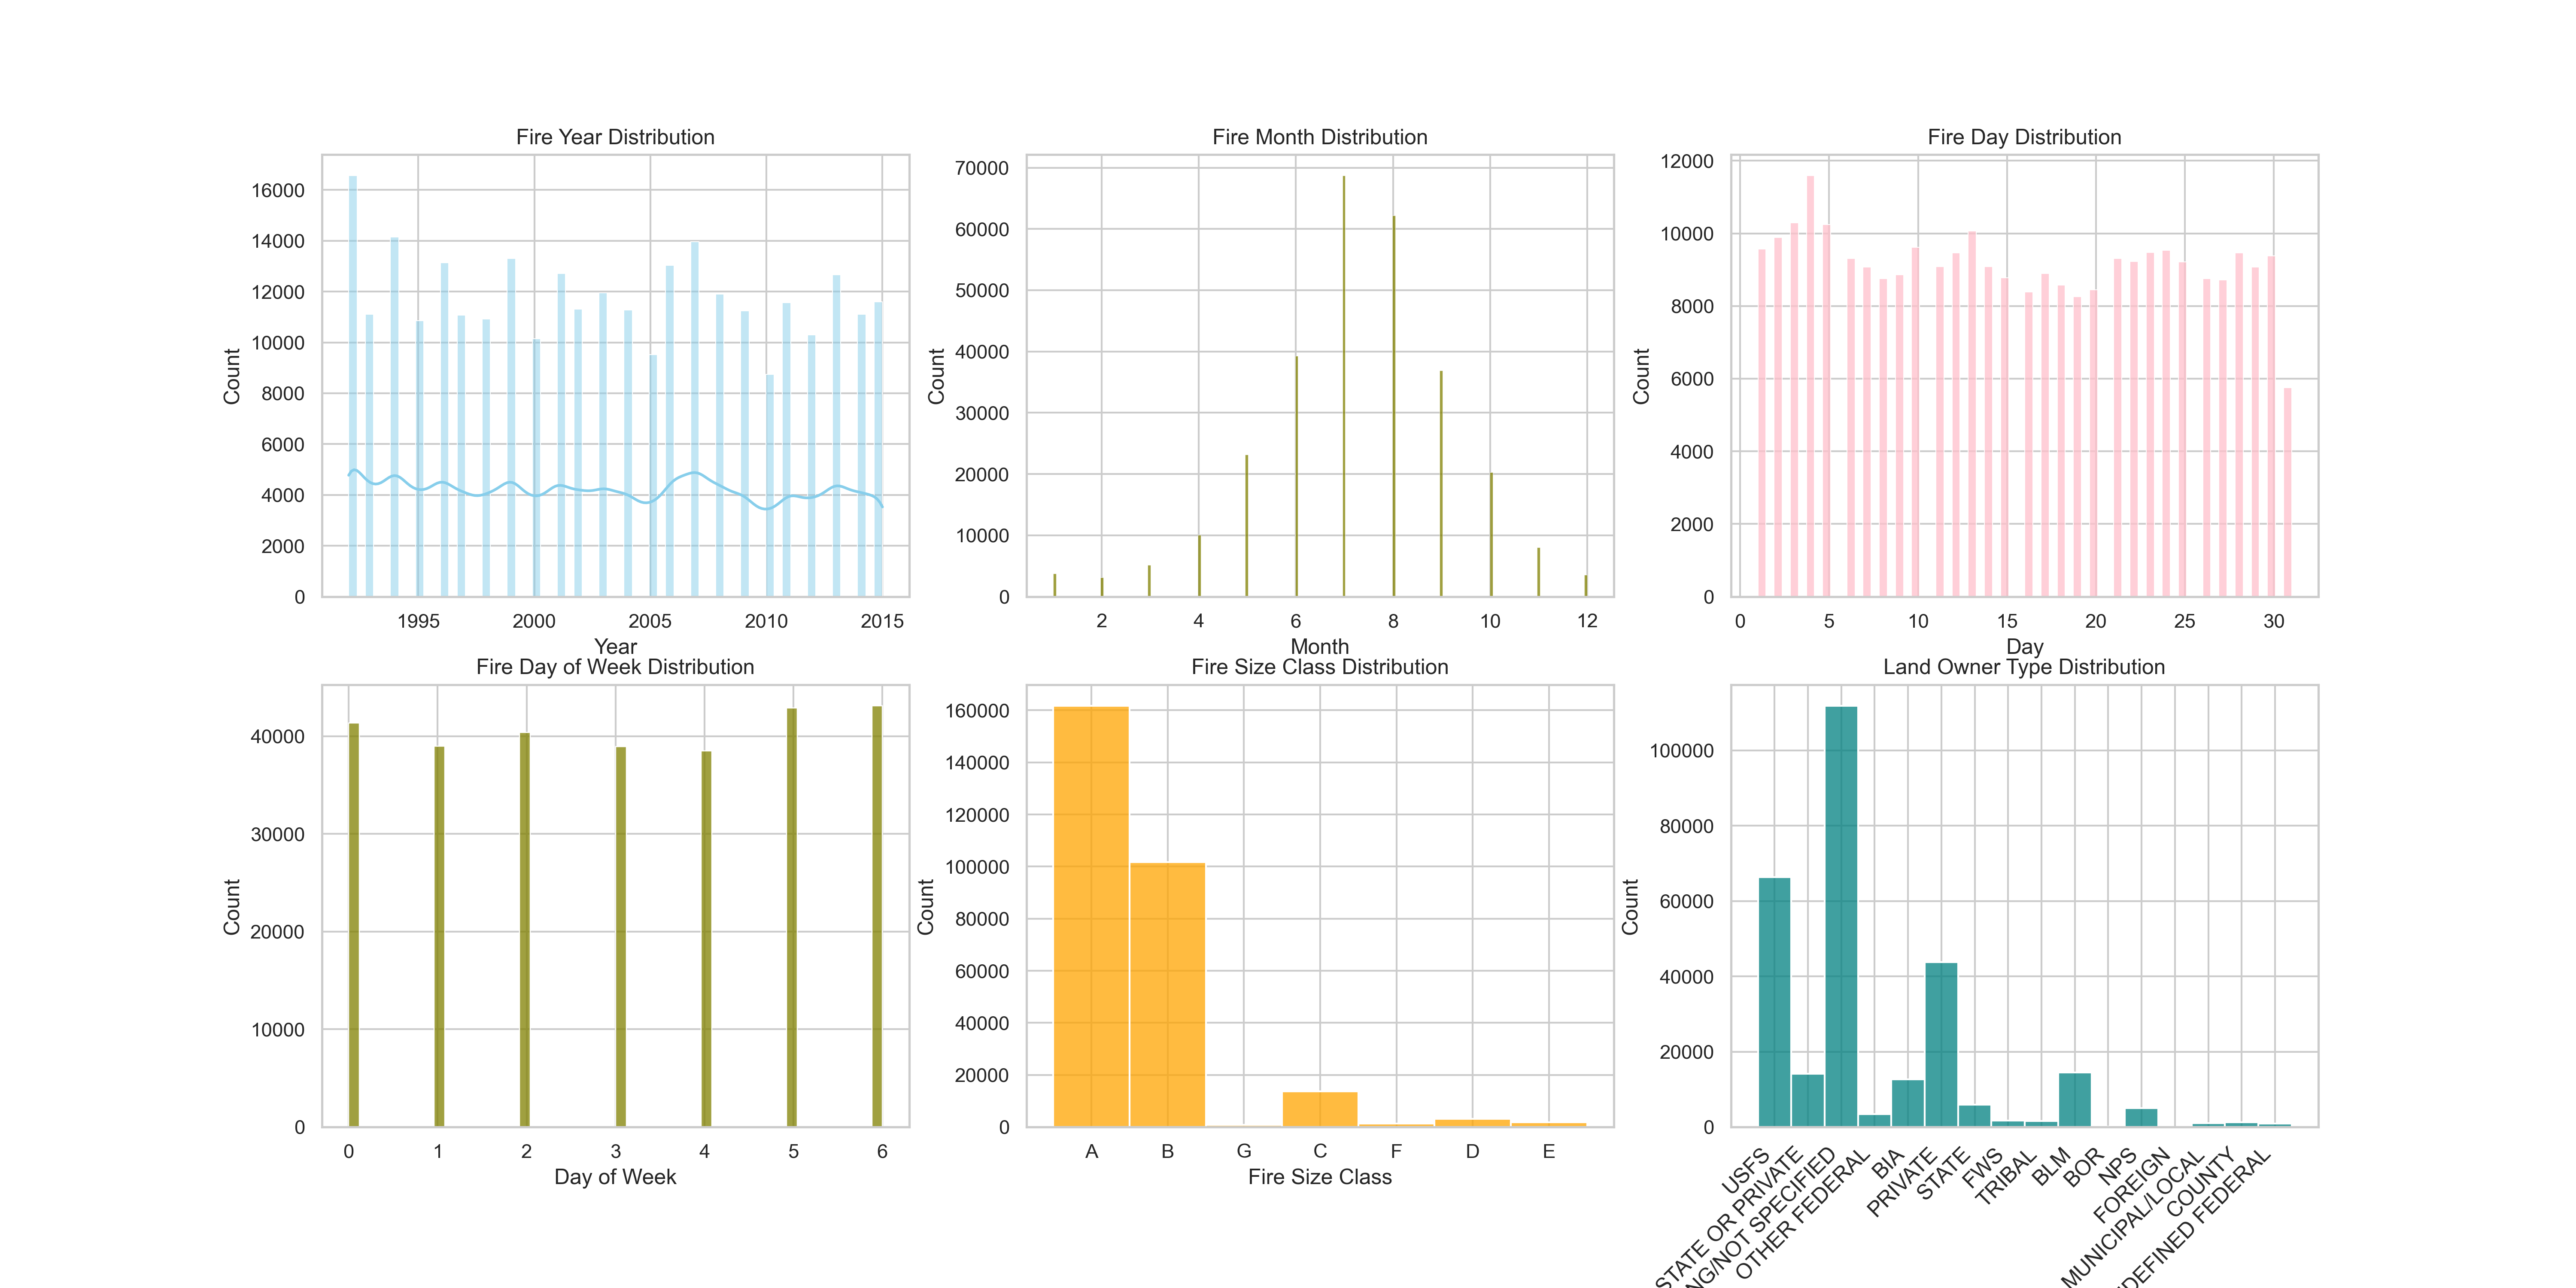 Fire Year Distribution
Count
16000
14000
12000
10000
8000
6000
4000
2000
0
1995 2000 2005 2010 2015
Year
Fire Month Distribution
Count
70000
60000
50000
40000
30000
20000
10000
0
2 4 6 8 10 12
Month
Fire Day Distribution
Count
12000
10000
8000
6000
4000
2000
0
0 5 10 15 20 25 30
Day
Fire Day of Week Distribution
Count
40000
30000
20000
10000
0
0 1 2 3 4 5 6
Day of Week
Fire Size Class Distribution
Count
160000
140000
120000
100000
80000
60000
40000
20000
0
A B G C F D E
Fire Size Class
Land Owner Type Distribution
Count
100000
80000
60000
40000
20000
0
USFS
STATE OR PRIVATE
NG/NOT SPECIFIED
OTHER FEDERAL
BIA
PRIVATE
STATE
FWS
TRIBAL
BLM
BOR
NPS
FOREIGN
MUNICIPAL/LOCAL
COUNTY
DEFINED FEDERAL